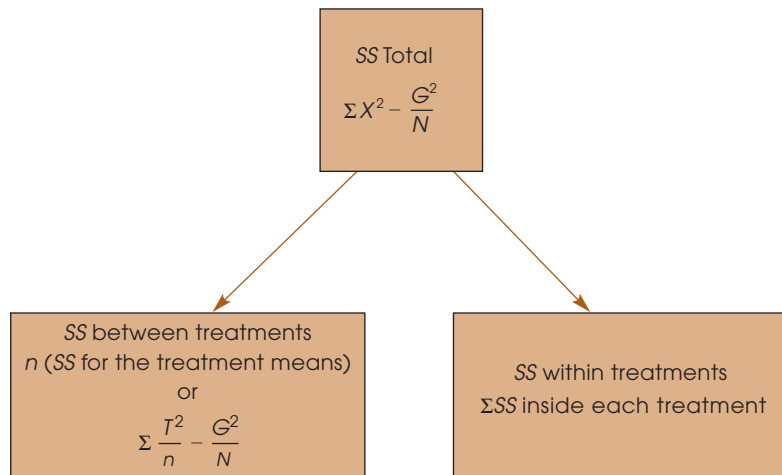 SS Total
ΣX² − G²/N
SS between treatments
n (SS for the treatment means)
or
Σ T²/n − G²/N
SS within treatments
ΣSS inside each treatment